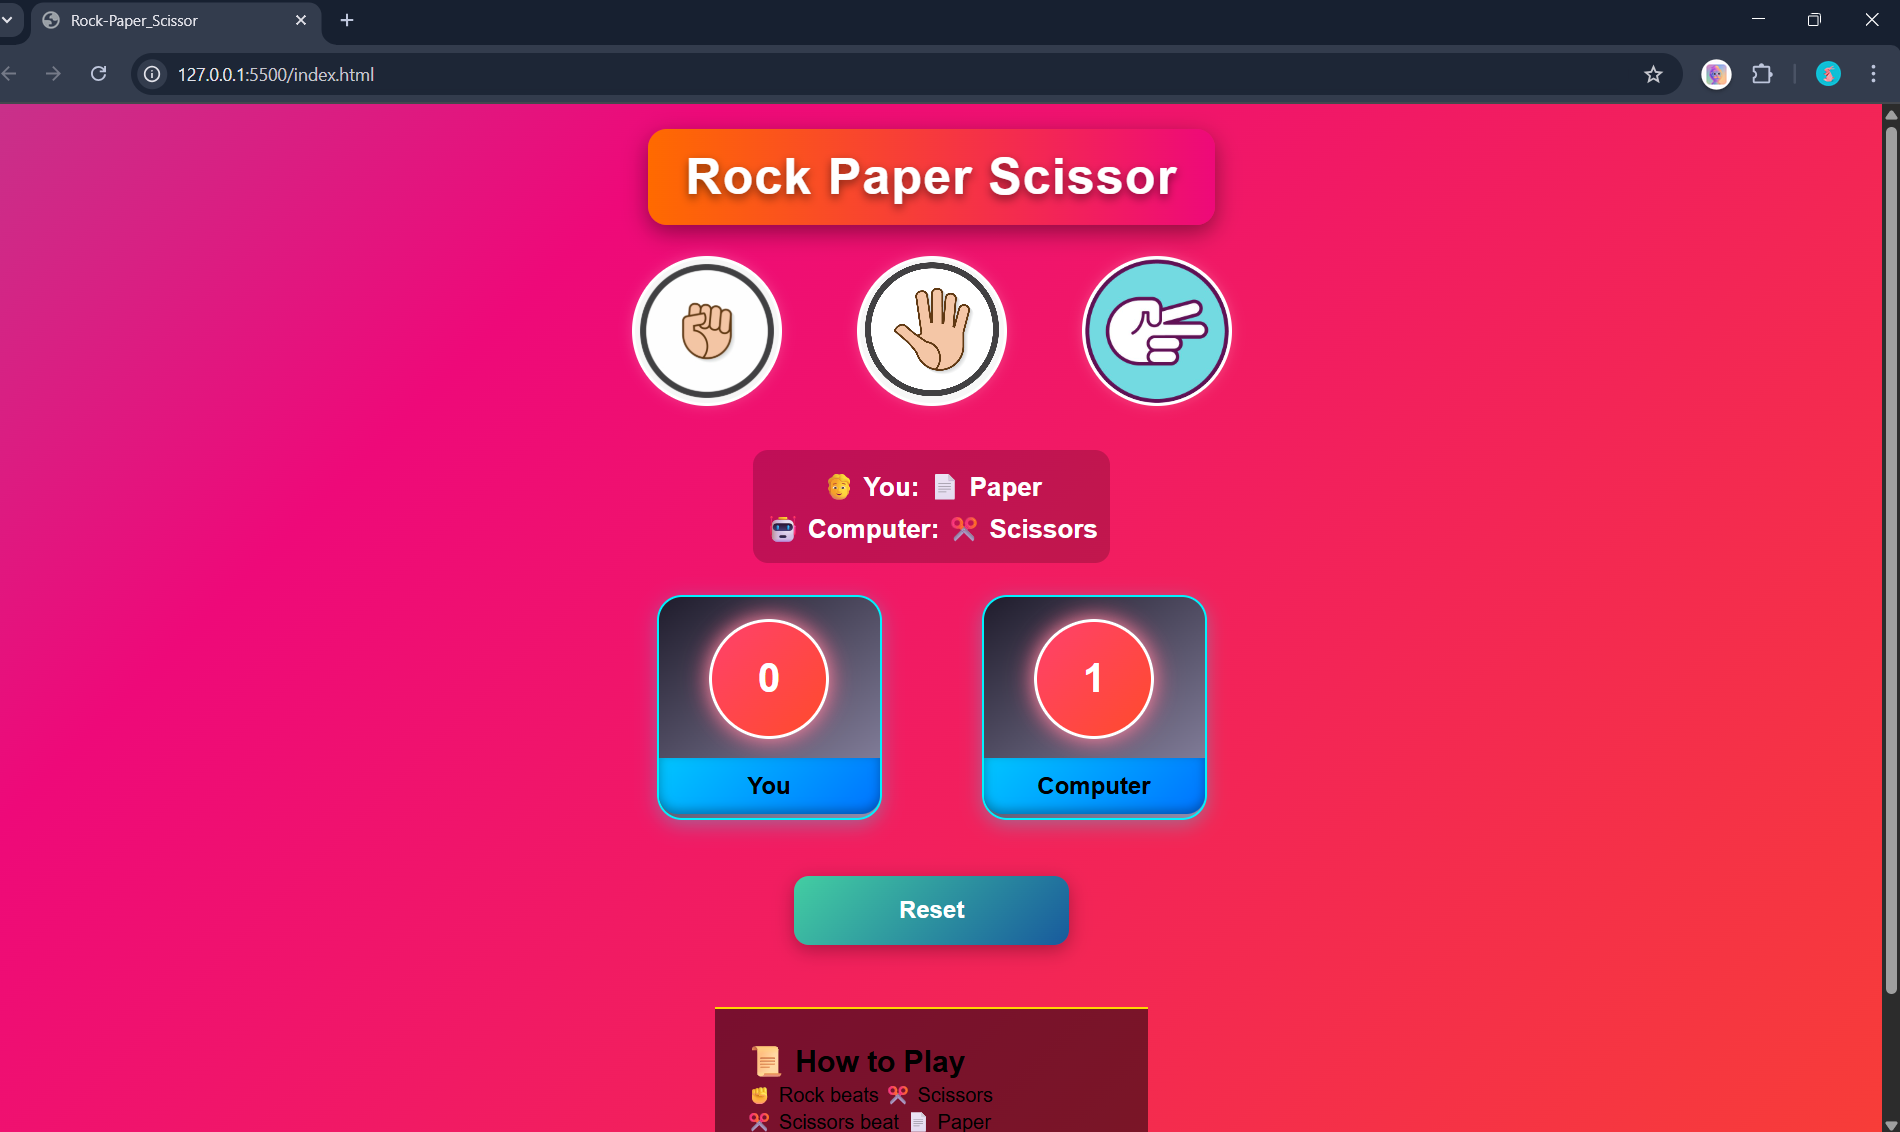 Rock-Paper_Scissor
127.0.0.1:5500/index.html
Rock Paper Scissor
You: Paper
Computer: Scissors
0
1
You
Computer
Reset
How to Play
Rock beats Scissors
Scissors beat Paper